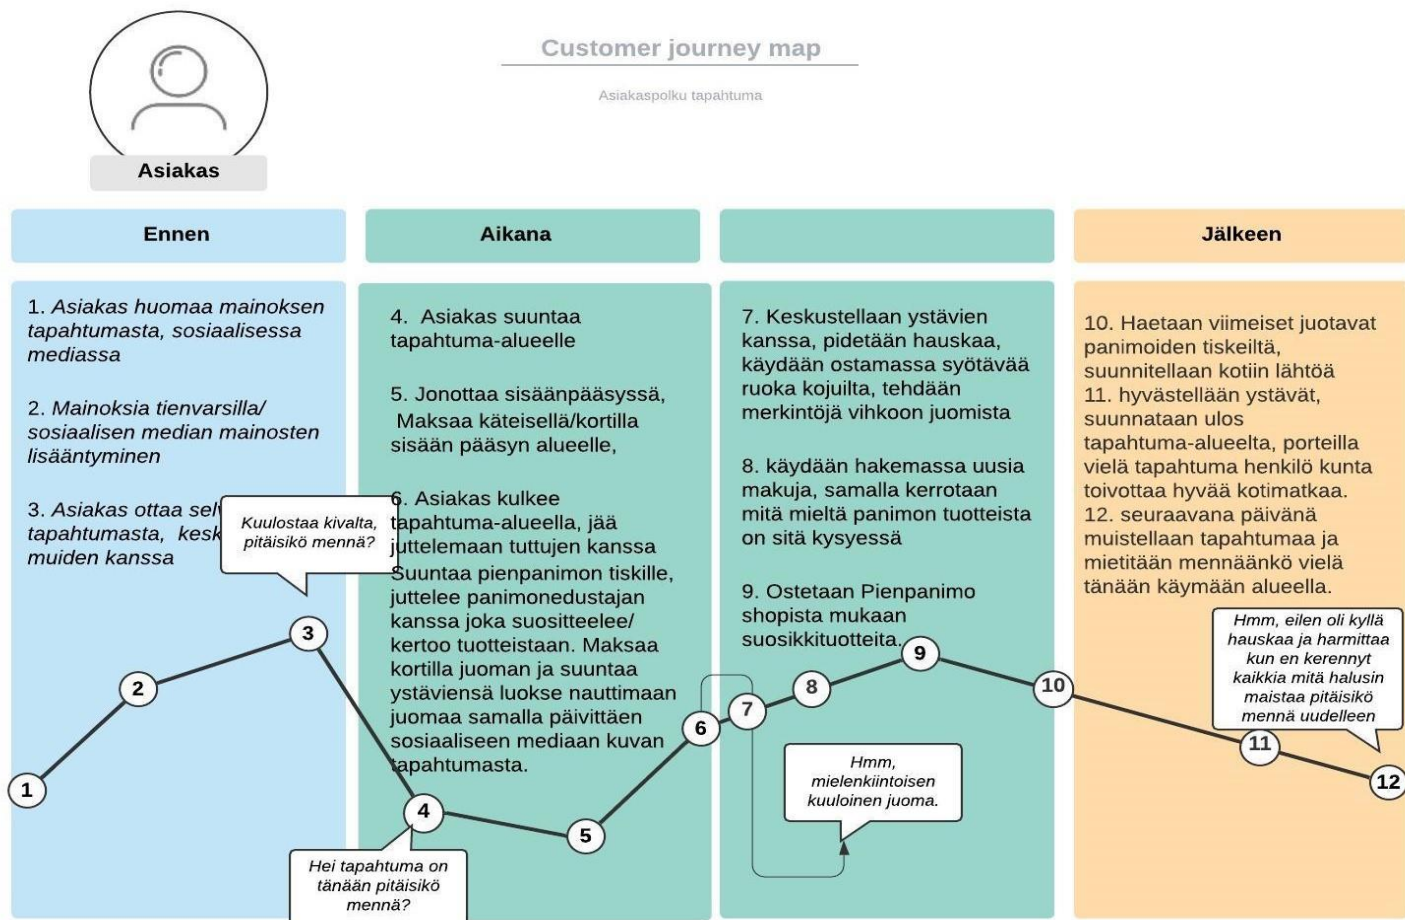 Customer journey map
Asiakaspolku tapahtuma
Asiakas
Ennen
Aikana
Jälkeen
1. Asiakas huomaa mainoksen
tapahtumasta, sosiaalisessa
mediassa
2. Mainoksia tienvarsilla/
sosiaalisen median mainosten
lisääntyminen
3. Asiakas ottaa
tapahtumasta,
muiden kanssa
Kuulostaa kivalta,
pitäisikö mennä?
4. Asiakas suuntaa
tapahtuma-alueelle
5. Jonottaa sisäänpääsyssä,
Maksaa käteisellä/kortilla
sisään pääsyn alueelle,
6. Asiakas kulkee
tapahtuma-alueella, jää
juttelemaan tuttujen kanssa
Suuntaa pienpanimon tiskille,
juttelee panimonedustajan
kanssa joka suositteelee/
kertoo tuotteistaan. Maksaa
kortilla juoman ja suuntaa
ystäviensä luokse nauttimaan
juomaa samalla päivittäen
sosiaaliseen mediaan kuvan
tapahtumasta.
7. Keskustellaan ystävien
kanssa, pidetään hauskaa,
käydään ostamassa syötävää
ruoka kojuilta, tehdään
merkintöjä vihkoon juomista
8. käydään hakemassa uusia
makuja, samalla kerrotaan
mitä mieltä panimon tuotteista
on sitä kysyessä
9. Ostetaan Pienpanimo
shopista mukaan
suosikkituotteita.
10. Haetaan viimeiset juotavat
panimoiden tiskeiltä,
suunnitellaan kotiin lähtöä
11. hyvästellään ystävät,
suunnataan ulos
tapahtuma-alueelta, porteilla
vielä tapahtuma henkilö kunta
toivottaa hyvää kotimatkaa.
12. seuraavana päivänä
muistellaan tapahtumaa ja
mietitään mennäänkö vielä
tänään käymään alueella.
Hmm, eilen oli kyllä
hauskaa ja harmittaa
kun en kerennyt
kaikkia mitä halusin
maistaa pitäisikö
mennä uudelleen
1
2
3
4
5
6
7
8
9
10
11
12
Hmm,
mielenkiintoisen
kuuloinen juoma.
Hei tapahtuma on
tänään pitäisikö
mennä?